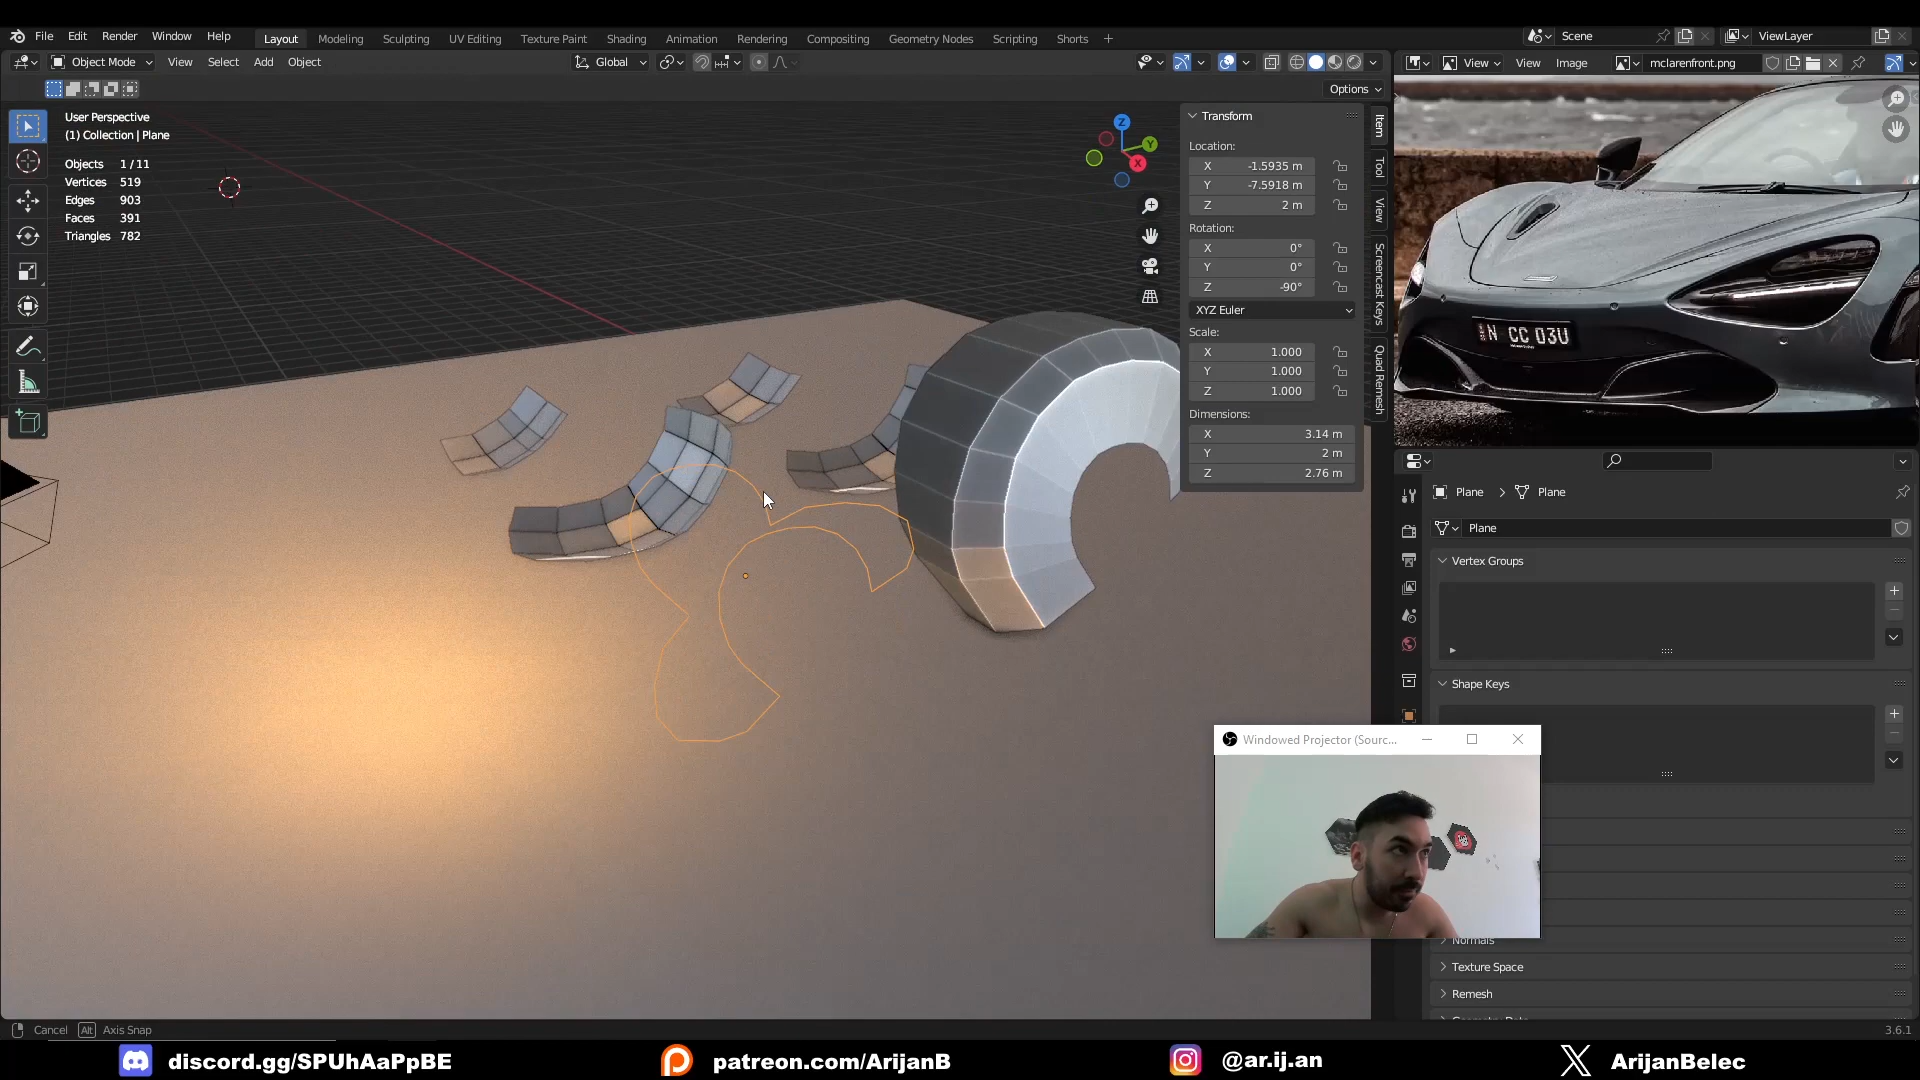 File Edit Render Window Help Layout Modeling Sculpting UV Editing Texture Paint Shading Animation Rendering Compositing Geometry Nodes Scripting Shorts + Scene ViewLayer
Object Mode View Select Add Object Global View View Image mclarenfront.png
Options
User Perspective
(1) Collection | Plane
Objects 1 / 11
Vertices 519
Edges 903
Faces 391
Triangles 782
Z
Y
X
Transform
Location:
X -1.5935 m
Y -7.5918 m
Z 2 m
Rotation:
X 0°
Y 0°
Z -90°
XYZ Euler
Scale:
X 1.000
Y 1.000
Z 1.000
Dimensions:
X 3.14 m
Y 2 m
Z 2.76 m
Item
Tool
View
Screencast Keys
Quad Remesh
N CC 03U
Plane > Plane
Plane
Vertex Groups
Shape Keys
Windowed Projector (Sourc...
Normals
Texture Space
Remesh
Cancel Alt Axis Snap
3.6.1
discord.gg/SPUhAaPpBE patreon.com/ArijanB @ar.ij.an ArijanBelec